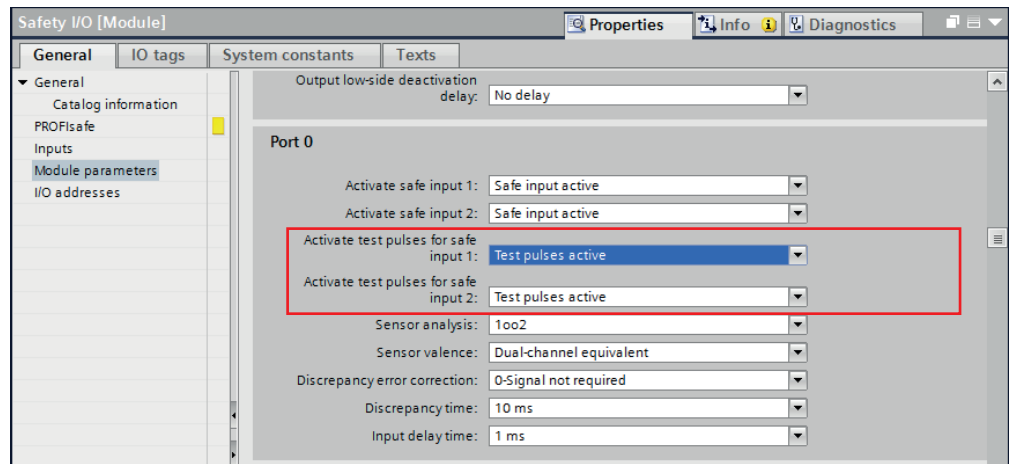 Safety I/O [Module]
Properties
Info
Diagnostics
General
IO tags
System constants
Texts
General
Catalog information
PROFIsafe
Inputs
Module parameters
I/O addresses
Output low-side deactivation
delay: No delay
Port 0
Activate safe input 1: Safe input active
Activate safe input 2: Safe input active
Activate test pulses for safe
input 1: Test pulses active
Activate test pulses for safe
input 2: Test pulses active
Sensor analysis: 1oo2
Sensor valence: Dual-channel equivalent
Discrepancy error correction: 0-Signal not required
Discrepancy time: 10 ms
Input delay time: 1 ms